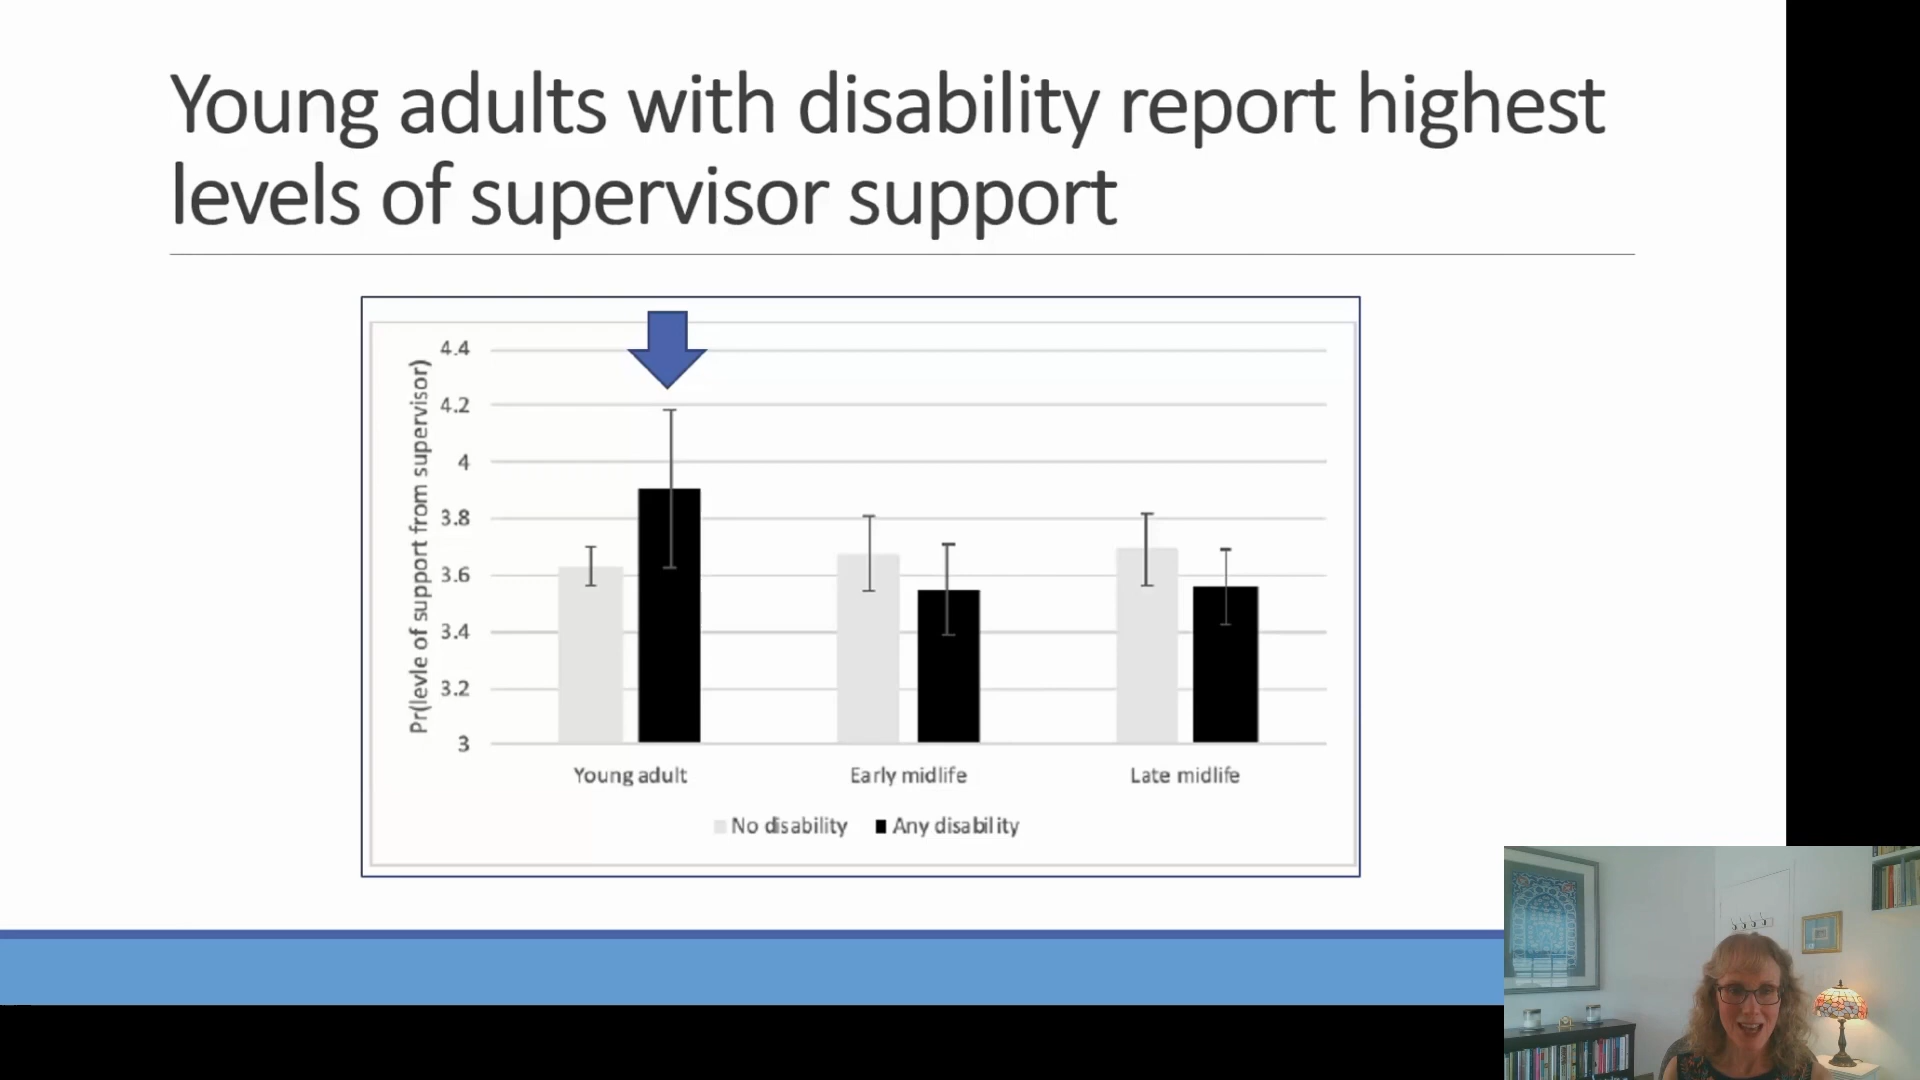 Young adults with disability report highest
levels of supervisor support
Pr(levle of support from supervisor)
4.4
4.2
4
3.8
3.6
3.4
3.2
3
Young adult
Early midlife
Late midlife
No disability
Any disability